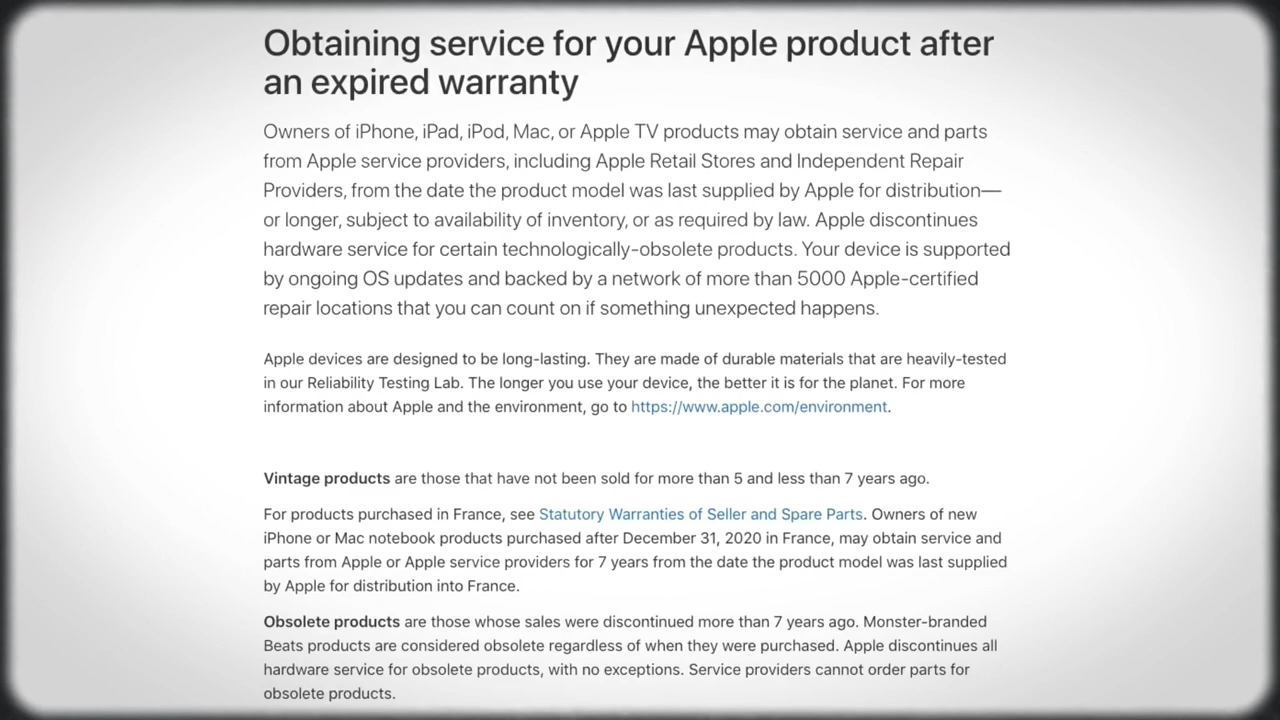 Obtaining service for your Apple product after
an expired warranty
Owners of iPhone, iPad, iPod, Mac, or Apple TV products may obtain service and parts
from Apple service providers, including Apple Retail Stores and Independent Repair
Providers, from the date the product model was last supplied by Apple for distribution—
or longer, subject to availability of inventory, or as required by law. Apple discontinues
hardware service for certain technologically-obsolete products. Your device is supported
by ongoing OS updates and backed by a network of more than 5000 Apple-certified
repair locations that you can count on if something unexpected happens.
Apple devices are designed to be long-lasting. They are made of durable materials that are heavily-tested
in our Reliability Testing Lab. The longer you use your device, the better it is for the planet. For more
information about Apple and the environment, go to https://www.apple.com/environment.
Vintage products are those that have not been sold for more than 5 and less than 7 years ago.
For products purchased in France, see Statutory Warranties of Seller and Spare Parts. Owners of new
iPhone or Mac notebook products purchased after December 31, 2020 in France, may obtain service and
parts from Apple or Apple service providers for 7 years from the date the product model was last supplied
by Apple for distribution into France.
Obsolete products are those whose sales were discontinued more than 7 years ago. Monster-branded
Beats products are considered obsolete regardless of when they were purchased. Apple discontinues all
hardware service for obsolete products, with no exceptions. Service providers cannot order parts for
obsolete products.